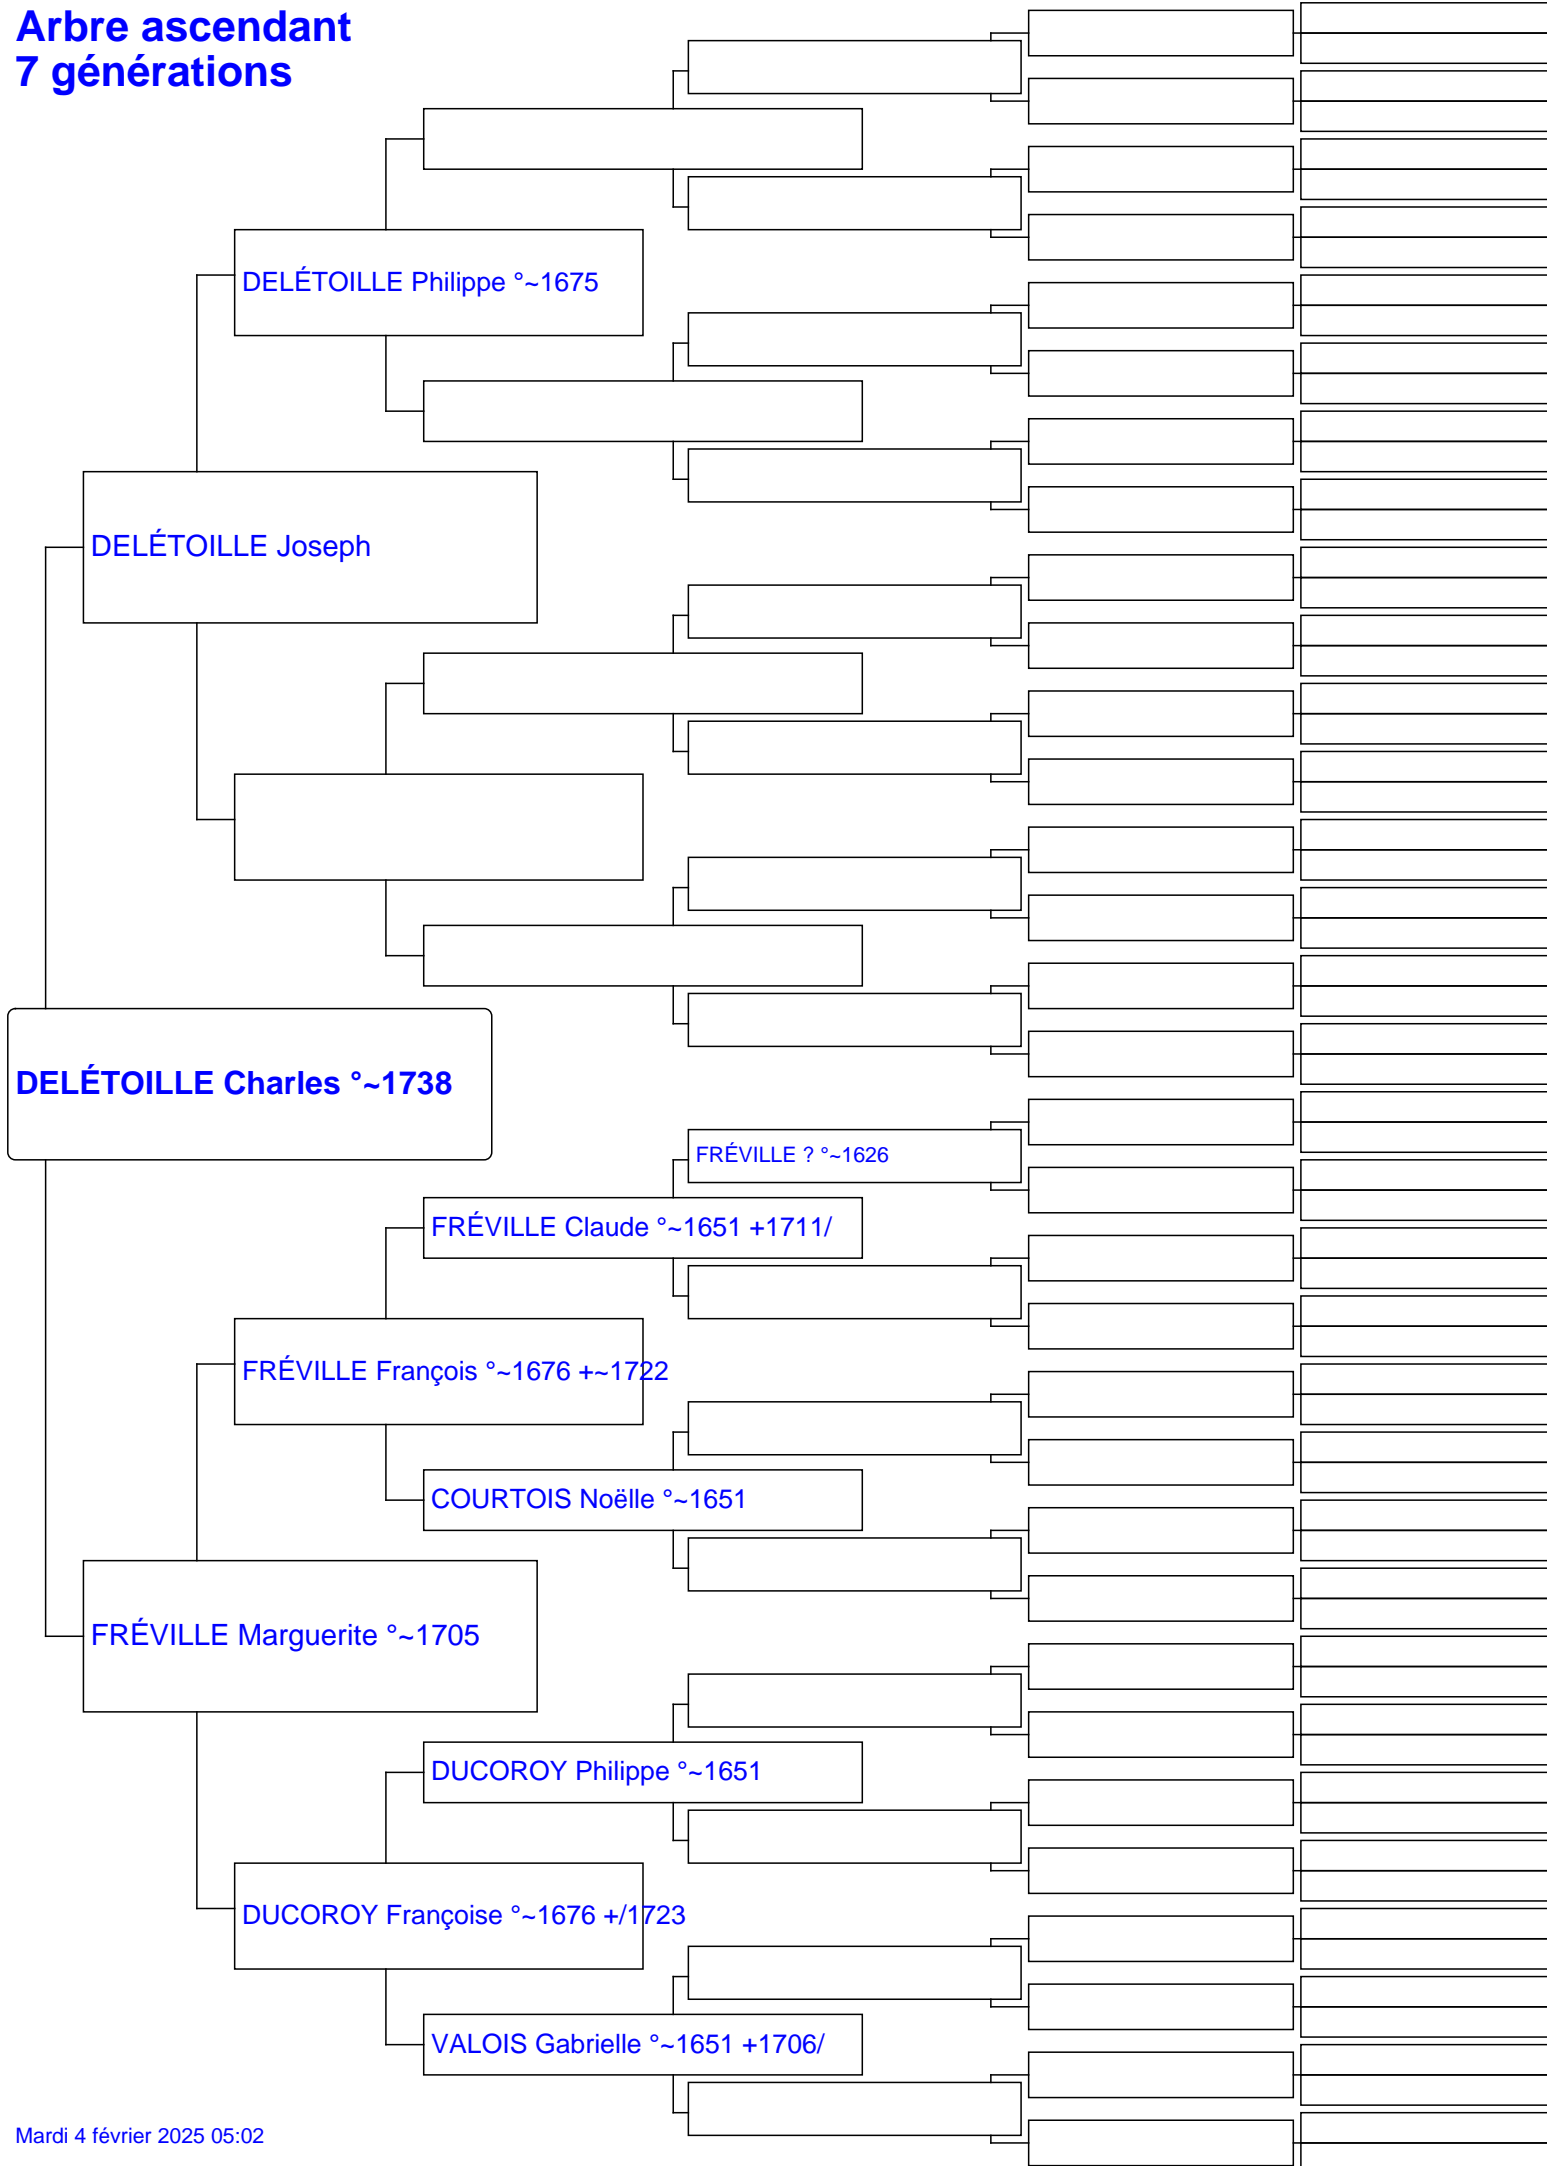 Arbre ascendant
7 générations
DELÉTOILLE Philippe °~1675
DELÉTOILLE Joseph
DELÉTOILLE Charles °~1738
FRÉVILLE ? °~1626
FRÉVILLE Claude °~1651 +1711/
FRÉVILLE François °~1676 +~1722
COURTOIS Noëlle °~1651
FRÉVILLE Marguerite °~1705
DUCOROY Philippe °~1651
DUCOROY Françoise °~1676 +/1723
VALOIS Gabrielle °~1651 +1706/
Mardi 4 février 2025 05:02